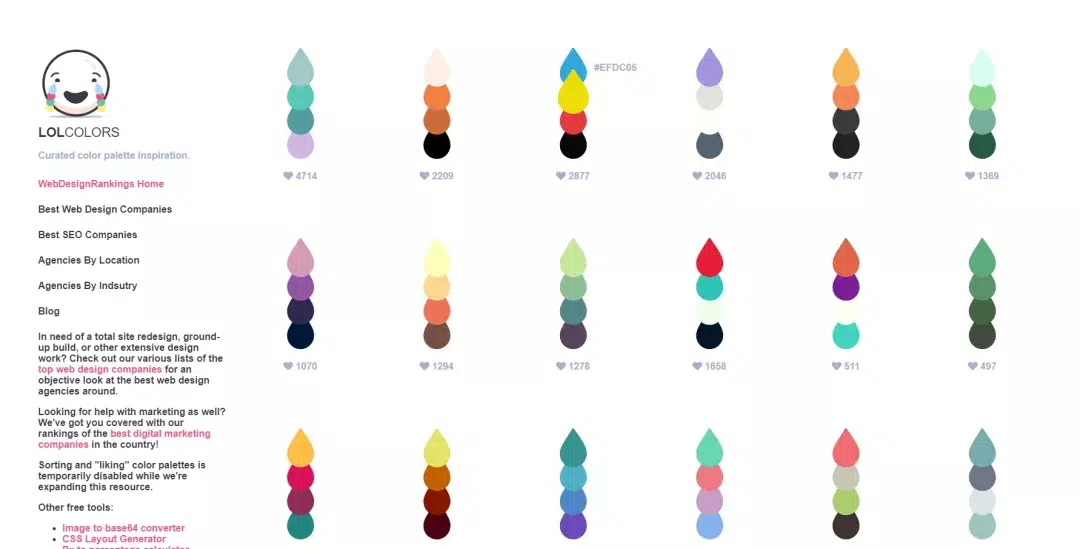 LOLCOLORS
Curated color palette inspiration.
WebDesignRankings Home
Best Web Design Companies
Best SEO Companies
Agencies By Location
Agencies By Indsutry
Blog
In need of a total site redesign, ground-
up build, or other extensive design
work? Check out our various lists of the
top web design companies for an
objective look at the best web design
agencies around.
Looking for help with marketing as well?
We've got you covered with our
rankings of the best digital marketing
companies in the country!
Sorting and "liking" color palettes is
temporarily disabled while we're
expanding this resource.
Other free tools:
Image to base64 converter
CSS Layout Generator
Px to percentage calculator
#EFDC05
4714 2209 2877 2046 1477 1369
1070 1294 1278 1658 511 497